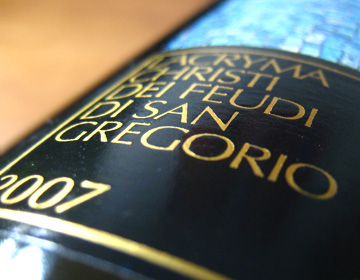 LACRYMA
CHRISTI
DEI FEUDI
DI SAN
GREGORIO
2007